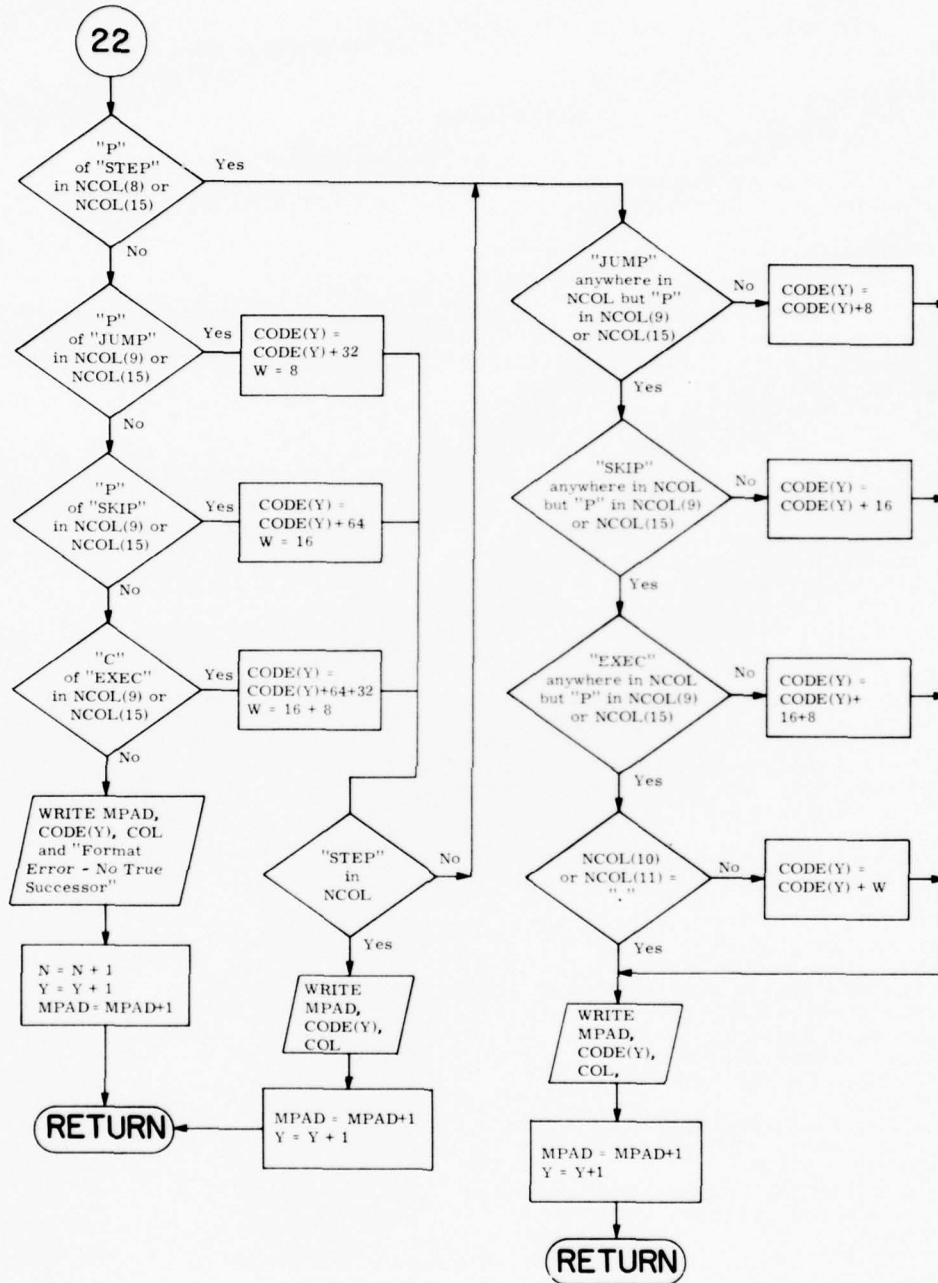 22
"P"
of "STEP"
in NCOL(8) or
NCOL(15)
Yes
No
"P"
of "JUMP"
in NCOL(9) or
NCOL(15)
Yes
CODE(Y) =
CODE(Y) + 32
W = 8
No
"P"
of "SKIP"
in NCOL(9) or
NCOL(15)
Yes
CODE(Y) =
CODE(Y) + 64
W = 16
No
"C"
of "EXEC"
in NCOL(9) or
NCOL(15)
Yes
CODE(Y) =
CODE(Y)+64+32
W = 16 + 8
No
WRITE MPAD,
CODE(Y), COL
and "Format
Error - No True
Successor"
N = N + 1
Y = Y + 1
MPAD = MPAD+1
RETURN
"STEP"
in
NCOL
No
Yes
WRITE
MPAD,
CODE(Y),
COL
MPAD = MPAD+1
Y = Y + 1
"JUMP"
anywhere in
NCOL but "P"
in NCOL(9)
or NCOL(15)
No
CODE(Y) =
CODE(Y)+8
Yes
"SKIP"
anywhere in NCOL
but "P" in NCOL(9)
or NCOL(15)
No
CODE(Y) =
CODE(Y) + 16
Yes
"EXEC"
anywhere in NCOL
but "P" in NCOL(9)
or NCOL(15)
No
CODE(Y) =
CODE(Y)+
16+8
Yes
NCOL(10)
or NCOL(11) =
"."
No
CODE(Y) =
CODE(Y) + W
Yes
WRITE
MPAD,
CODE(Y),
COL,
MPAD = MPAD+1
Y = Y+1
RETURN